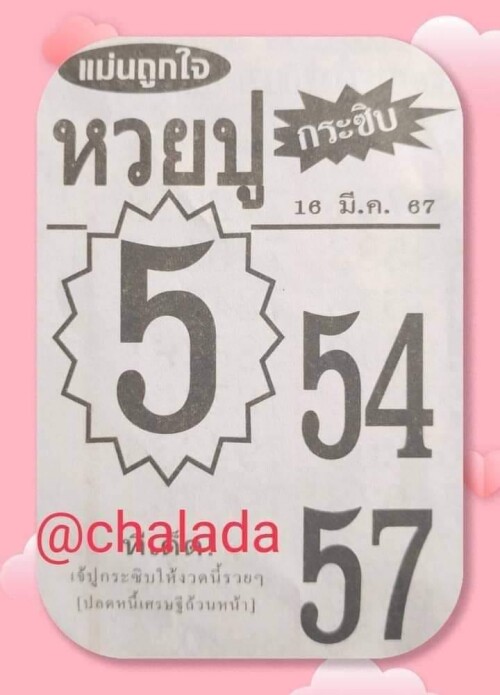 แม่นถูกใจ
หวยปู
กระซิบ
16 มี.ค. 67
5
54
57
@chalada
เจ๊ปูกระซิบให้งวดนี้รวยๆ
(ปลดหนี้เศรษฐีถ้วนหน้า)